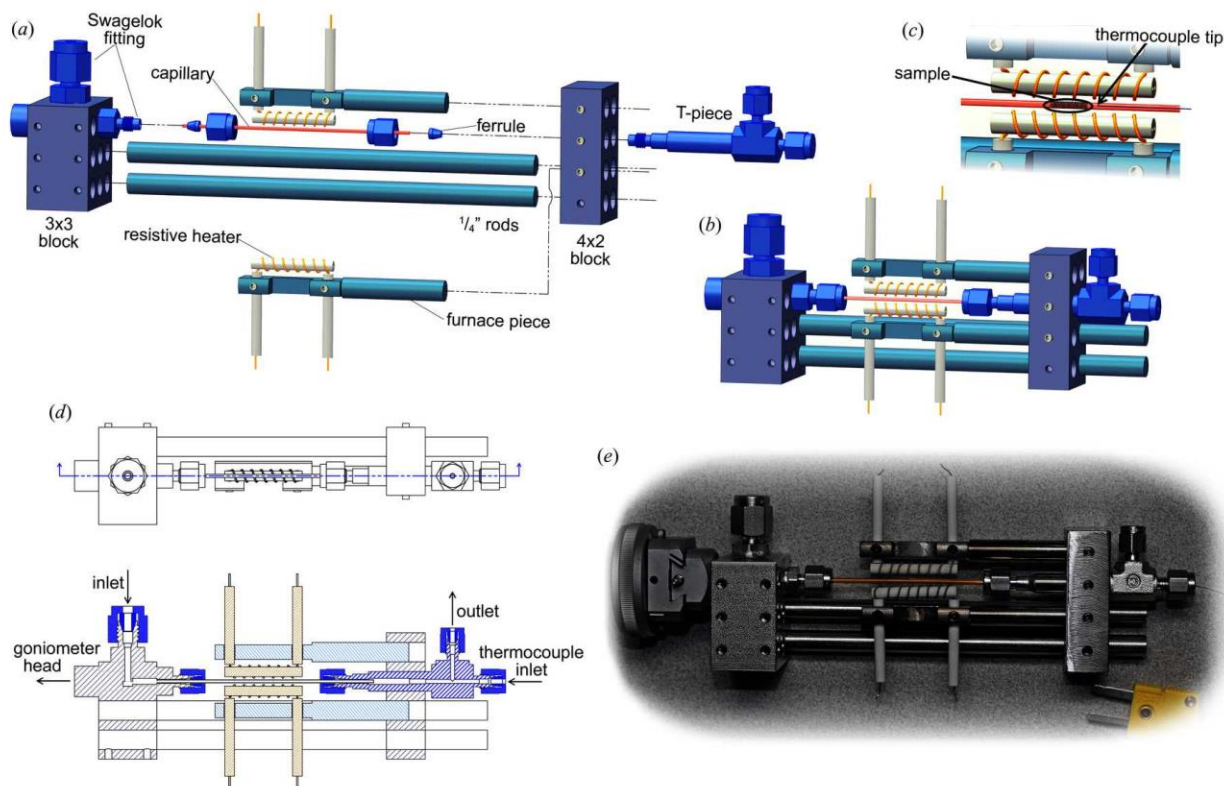 (a)
Swagelok
fitting
capillary
ferrule
T-piece
3x3
block
1/4" rods
4x2
block
resistive heater
furnace piece
(c)
thermocouple tip
sample
(b)
(d)
inlet
outlet
goniometer
head
thermocouple
inlet
(e)